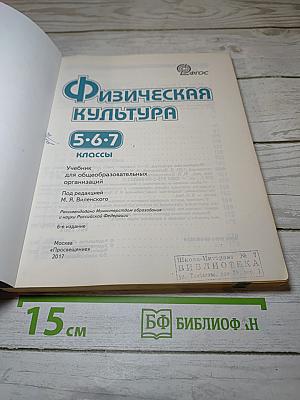 ФГОС
Физическая
культура
5·6·7
классы
Учебник
для общеобразовательных
организаций
Под редакцией
М. Я. Виленского
Рекомендовано Министерством образования
и науки Российской Федерации
6-е издание
Москва
«Просвещение»
2017
БИБЛИОТЕКА
15 см
БФ БИБЛИОФАН